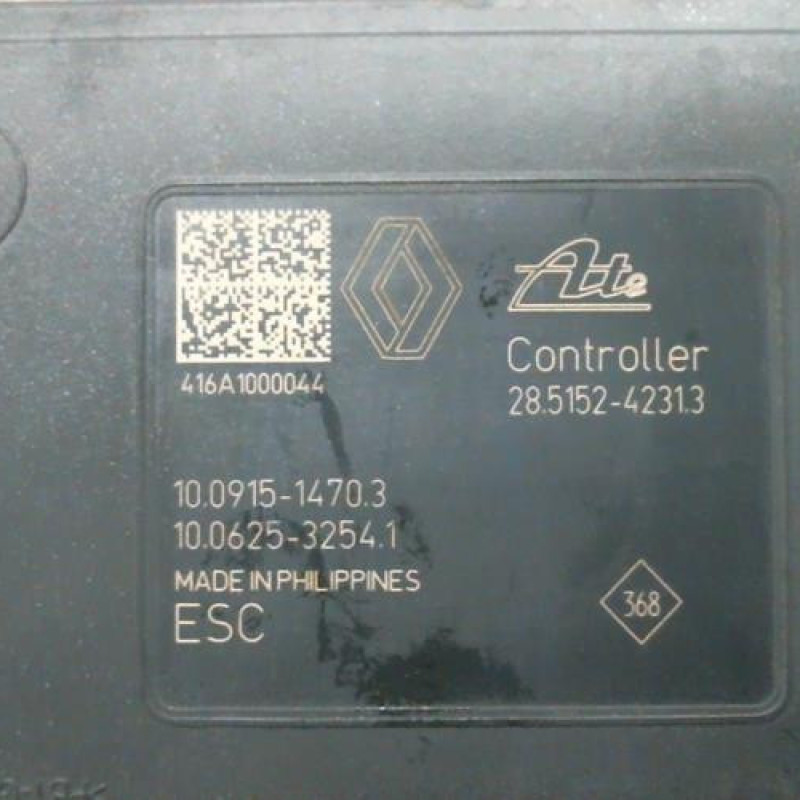 Ate
416A1000044
Controller
28.5152-4231.3
10.0915-1470.3
10.0625-3254.1
MADE IN PHILIPPINES
ESC
368